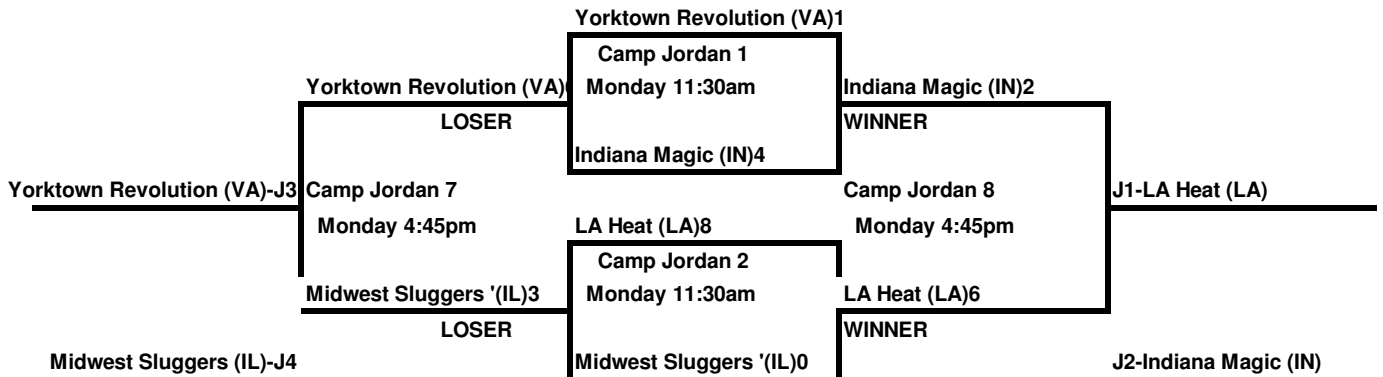 Yorktown Revolution (VA)1
Camp Jordan 1
Yorktown Revolution (VA)
Monday 11:30am
Indiana Magic (IN)2
LOSER
WINNER
Indiana Magic (IN)4
Yorktown Revolution (VA)-J3
Camp Jordan 7
Camp Jordan 8
J1-LA Heat (LA)
Monday 4:45pm
LA Heat (LA)8
Monday 4:45pm
Camp Jordan 2
Midwest Sluggers '(IL)3
Monday 11:30am
LA Heat (LA)6
LOSER
WINNER
Midwest Sluggers (IL)-J4
Midwest Sluggers '(IL)0
J2-Indiana Magic (IN)